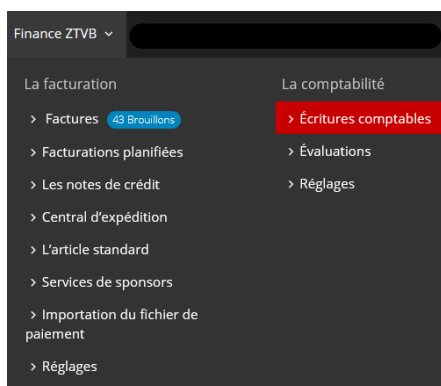 Finance ZTVB
La facturation
> Factures 43 Brouillons
> Facturations planifiées
> Les notes de crédit
> Central d'expédition
> L'article standard
> Services de sponsors
> Importation du fichier de
paiement
> Réglages
La comptabilité
> Écritures comptables
> Évaluations
> Réglages